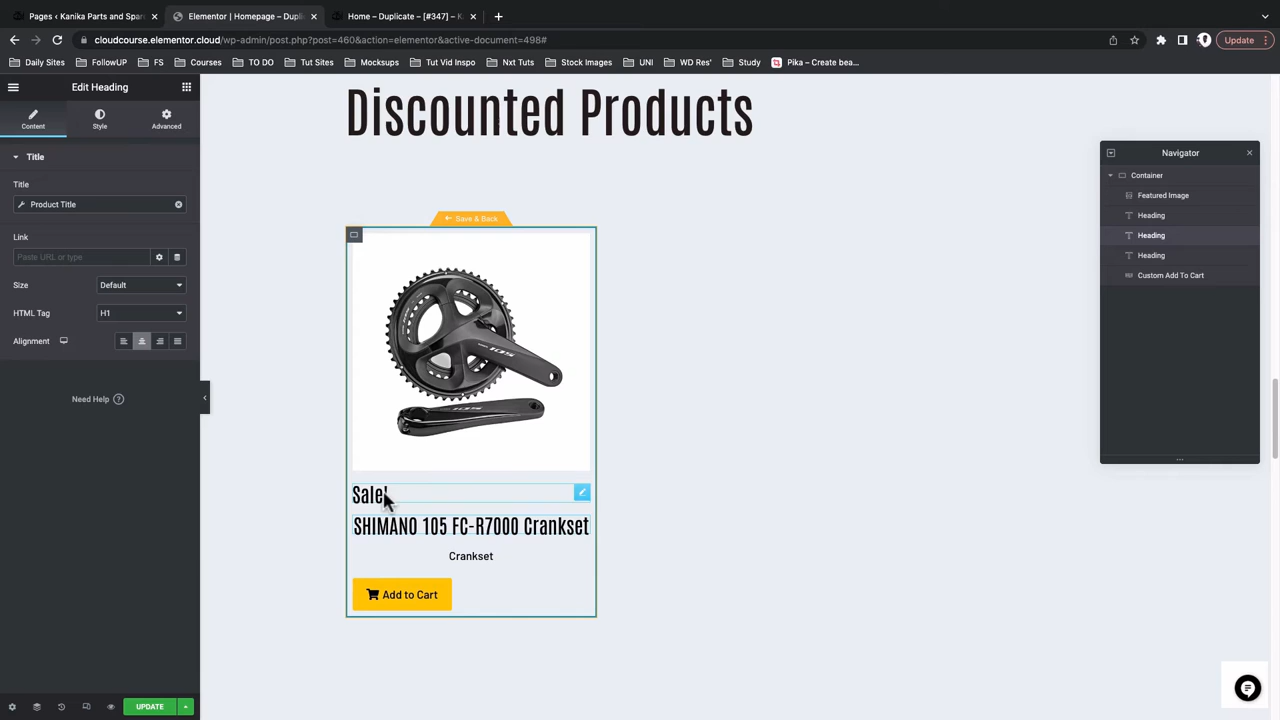 Pages ‹ Kanika Parts and Spar
Elementor | Homepage – Dupli
Home – Duplicate – [#347] – K
cloudcourse.elementor.cloud/wp-admin/post.php?post=460&action=elementor&active-document=498#
Update
Daily Sites
FollowUP
FS
Courses
TO DO
Tut Sites
Mocksups
Tut Vid Inspo
Nxt Tuts
Stock Images
UNI
WD Res'
Study
Pika – Create bea...
Edit Heading
Content
Style
Advanced
Title
Title
Product Title
Link
Paste URL or type
Size
Default
HTML Tag
H1
Alignment
Need Help
UPDATE
Discounted Products
Save & Back
105
105
Sale!
SHIMANO 105 FC-R7000 Crankset
Crankset
Add to Cart
Navigator
Container
Featured Image
Heading
Heading
Heading
Custom Add To Cart